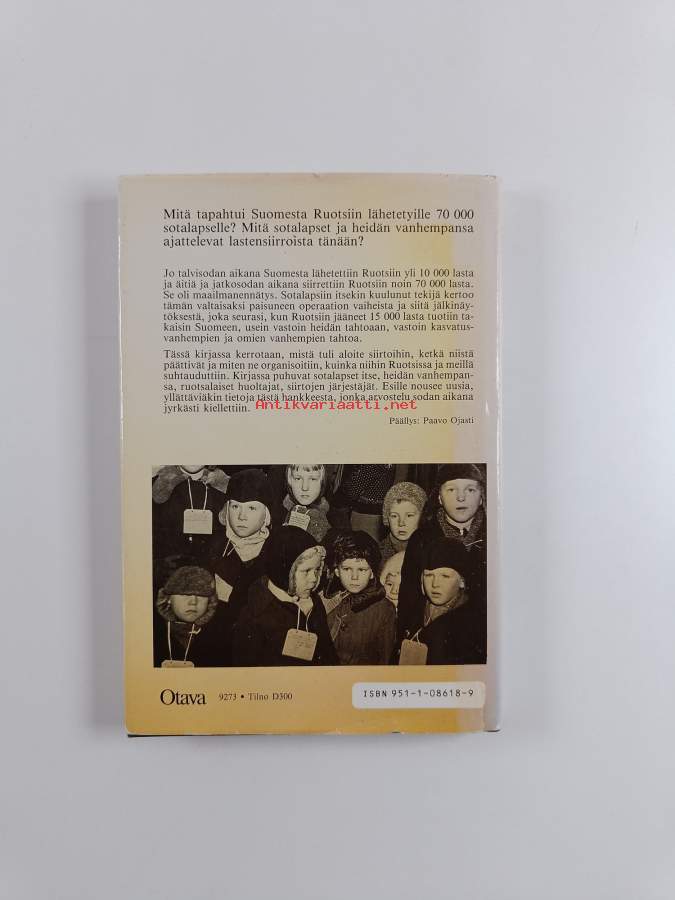 Mitä tapahtui Suomesta Ruotsiin lähetetyille 70 000
sotalapselle? Mitä sotalapset ja heidän vanhempansa
ajattelevat lastensiirroista tänään?
Jo talvisodan aikana Suomesta lähetettiin Ruotsiin yli 10 000 lasta
ja äitiä ja jatkosodan aikana siirrettiin Ruotsiin noin 70 000 lasta.
Se oli maailmanennätys. Sotalapsiin itsekin kuulunut tekijä kertoo
tämän valtaisaksi paisuneen operaation vaiheista ja siitä jälkinäy-
töksestä, joka seurasi, kun Ruotsiin jääneet 15 000 lasta tuotiin ta-
kaisin Suomeen, usein vastoin heidän tahtoaan, vastoin kasvatus-
vanhempien ja omien vanhempien tahtoa.
Tässä kirjassa kerrotaan, mistä tuli aloite siirtoihin, ketkä niistä
päättivät ja miten ne organisoitiin, kuinka niihin Ruotsissa ja meillä
suhtauduttiin. Kirjassa puhuvat sotalapset itse, heidän vanhempan-
sa, ruotsalaiset huoltajat, siirtojen järjestäjät. Esille nousee uusia,
yllättäviäkin tietoja tästä hankkeesta, jonka arvostelu sodan aikana
jyrkästi kiellettiin.
Antikvariaatti.net
Päällys: Paavo Ojasti
Otava 9273 • Tilno D300
ISBN 951-1-08618-9